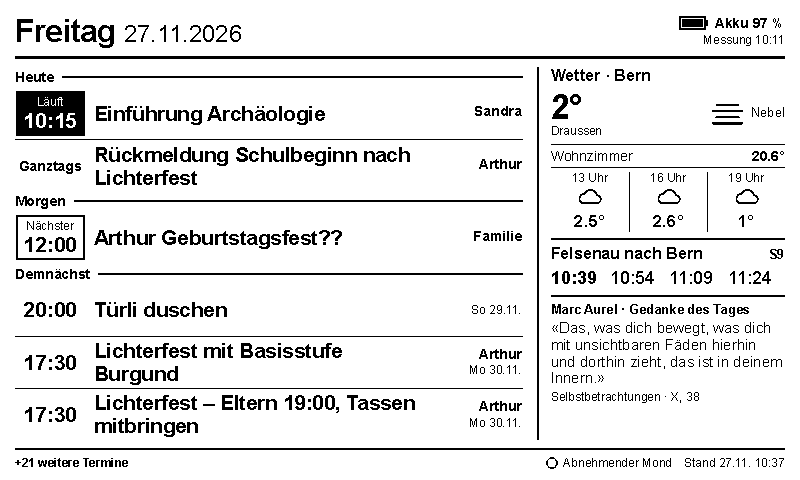 Freitag 27.11.2026
Akku 97 %
Messung 10:11
Heute
Läuft
10:15
Einführung Archäologie
Sandra
Ganztags
Rückmeldung Schulbeginn nach
Lichterfest
Arthur
Morgen
Nächster
12:00
Arthur Geburtstagsfest??
Familie
Demnächst
20:00
Türli duschen
So 29.11.
17:30
Lichterfest mit Basisstufe
Burgund
Arthur
Mo 30.11.
17:30
Lichterfest – Eltern 19:00, Tassen
mitbringen
Arthur
Mo 30.11.
+21 weitere Termine
Wetter · Bern
2°
Draussen
Nebel
Wohnzimmer 20.6°
13 Uhr 16 Uhr 19 Uhr
2.5° 2.6° 1°
Felsenau nach Bern S9
10:39 10:54 11:09 11:24
Marc Aurel · Gedanke des Tages
«Das, was dich bewegt, was dich
mit unsichtbaren Fäden hierhin
und dorthin zieht, das ist in deinem
Innern.»
Selbstbetrachtungen · X, 38
Abnehmender Mond Stand 27.11. 10:37